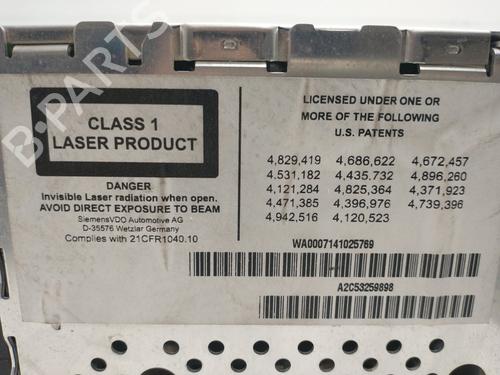 B-PARTS
CLASS 1
LASER PRODUCT
DANGER
Invisible Laser radiation when open.
AVOID DIRECT EXPOSURE TO BEAM
SiemensVDO Automotive AG
D-35576 Wetzlar Germany
Complies with 21CFR1040.10
LICENSED UNDER ONE OR
MORE OF THE FOLLOWING
U.S. PATENTS
4,829,419 4,686,622 4,672,457
4,531,182 4,435,732 4,896,260
4,121,284 4,825,364 4,371,923
4,471,385 4,396,976 4,739,396
4,942,516 4,120,523
WA0007141025769
A2C53259898